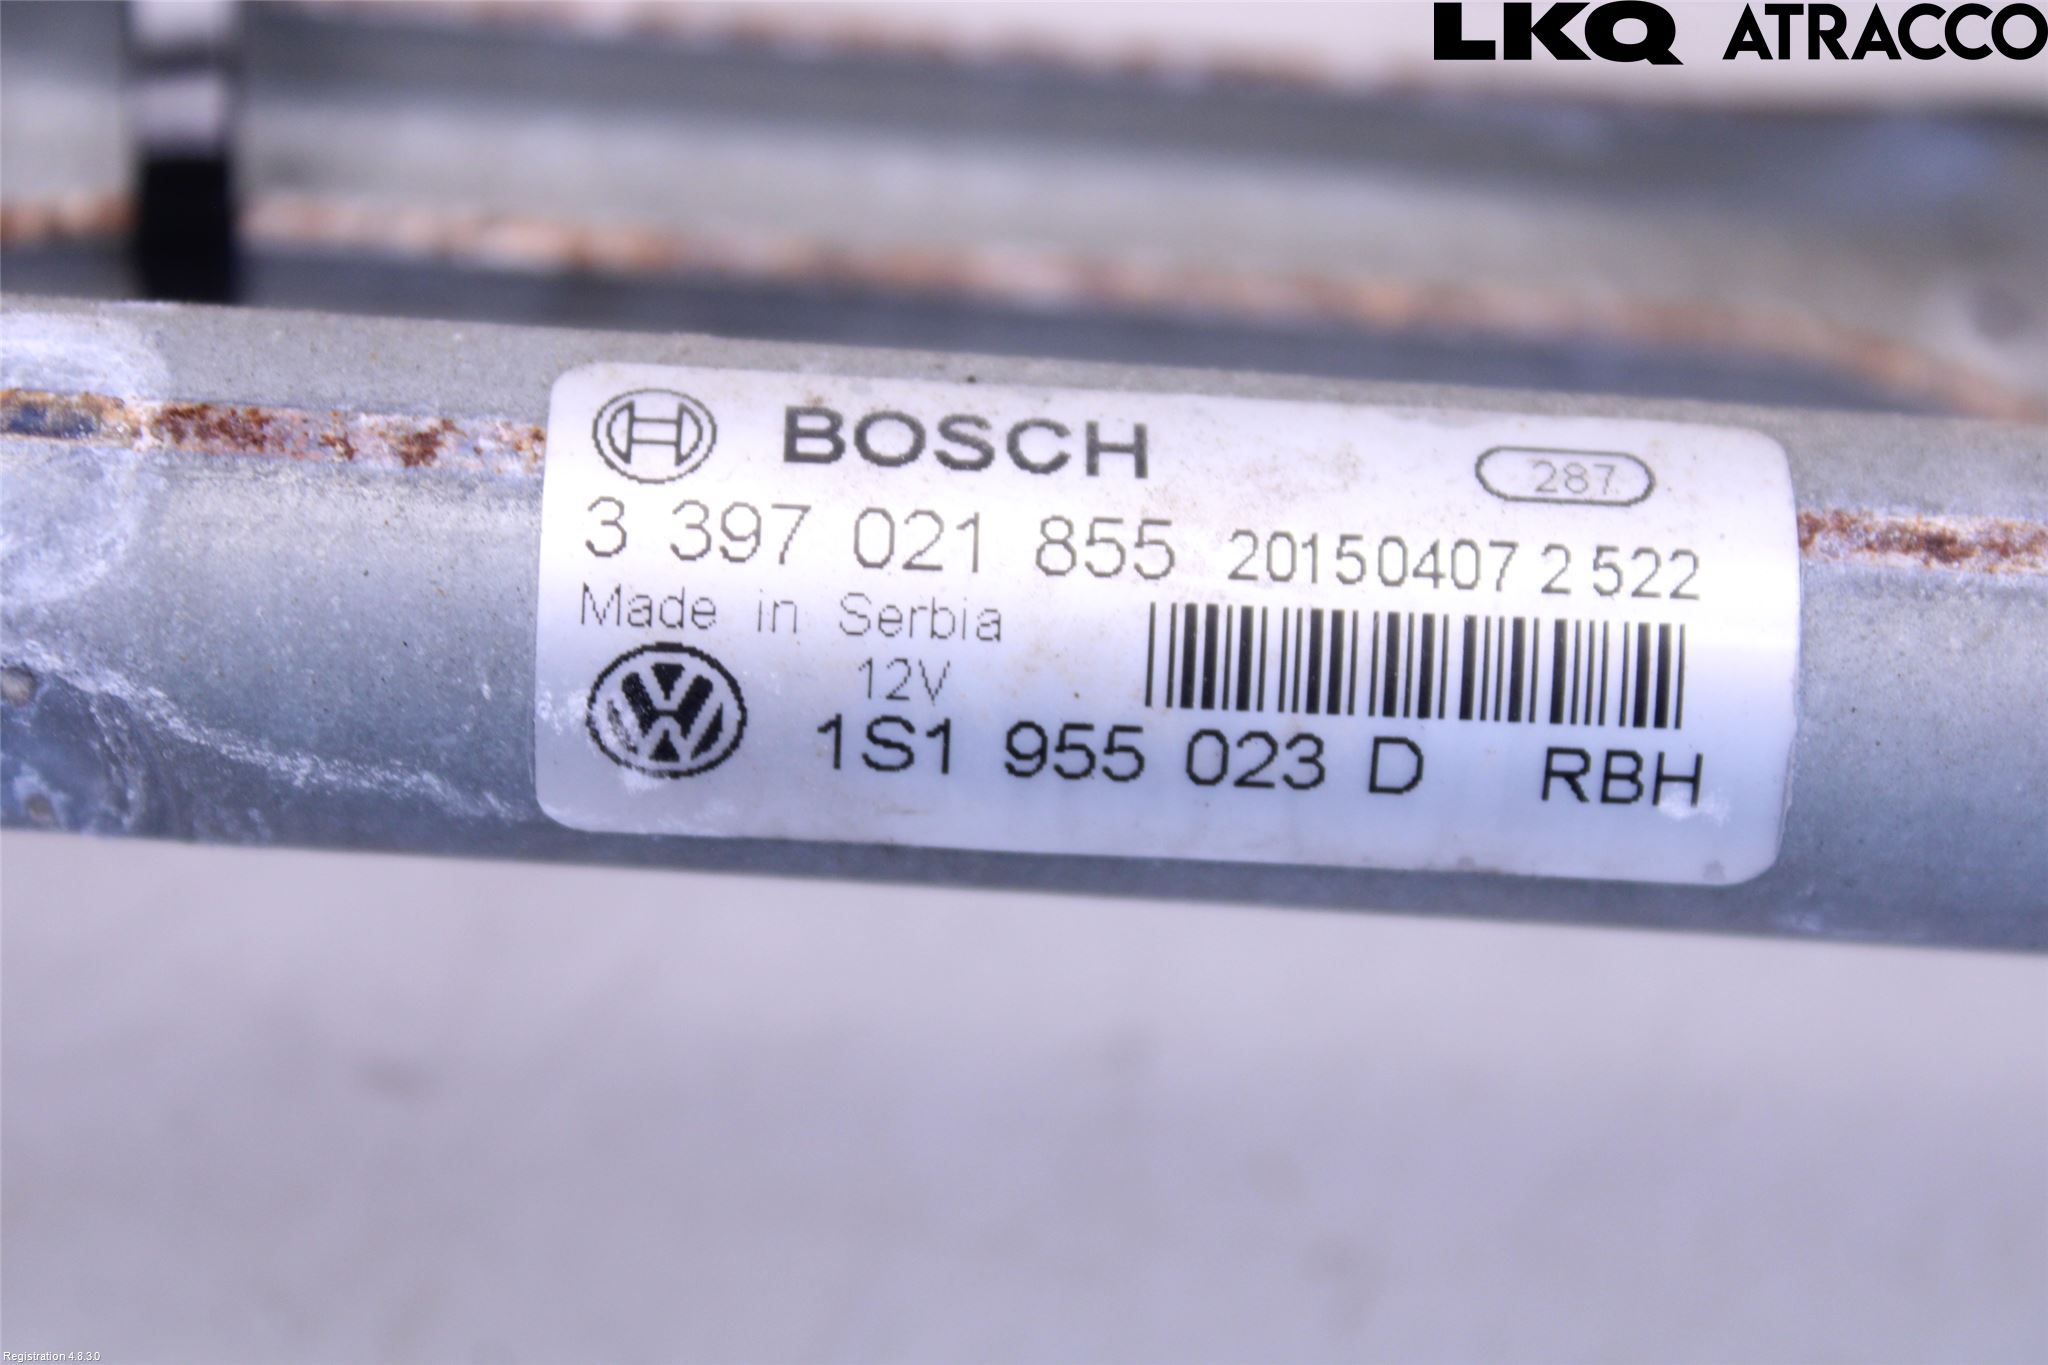 LKQ ATRACCO
BOSCH
287
3 397 021 855 20150407 2 522
Made in Serbia
12V
1S1 955 023 D RBH
Registration 4.8.3.0